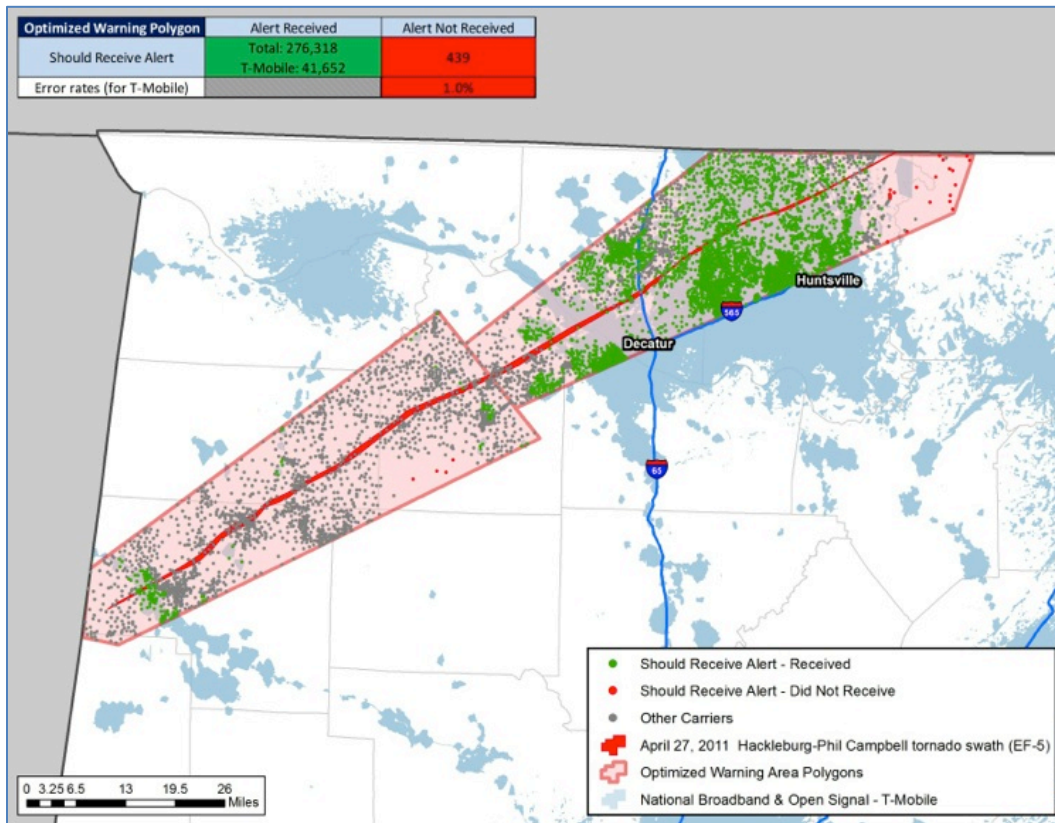 Optimized Warning Polygon Alert Received Alert Not Received
Should Receive Alert Total: 276,318 T-Mobile: 41,652 439
Error rates (for T-Mobile) 1.0%
Huntsville
565
Decatur
65
Should Receive Alert - Received
Should Receive Alert - Did Not Receive
Other Carriers
April 27, 2011 Hackleburg-Phil Campbell tornado swath (EF-5)
Optimized Warning Area Polygons
National Broadband & Open Signal - T-Mobile
0 3.25 6.5 13 19.5 26
Miles